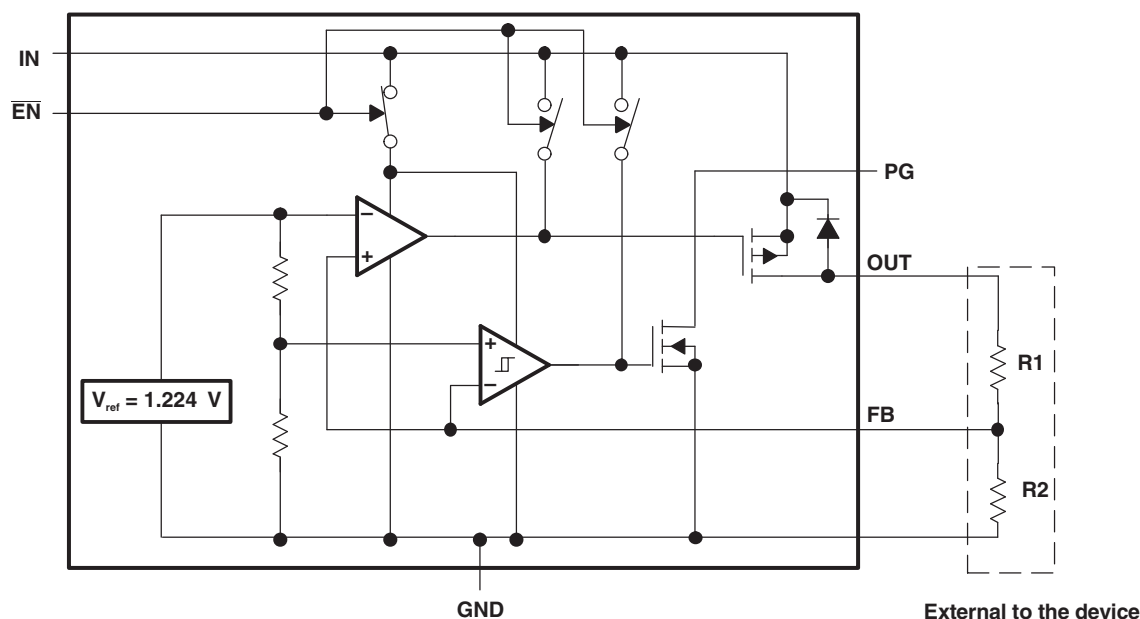 IN
EN
PG
OUT
R1
V_ref = 1.224 V
FB
R2
GND
External to the device